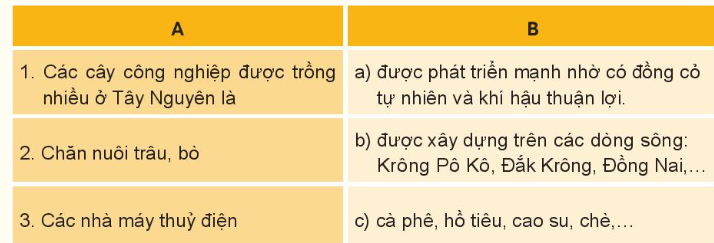 A
B
1. Các cây công nghiệp được trồng
nhiều ở Tây Nguyên là
a) được phát triển mạnh nhờ có đồng cỏ
tự nhiên và khí hậu thuận lợi.
2. Chăn nuôi trâu, bò
b) được xây dựng trên các dòng sông:
Krông Pô Kô, Đắk Krông, Đồng Nai,...
3. Các nhà máy thuỷ điện
c) cà phê, hồ tiêu, cao su, chè,...